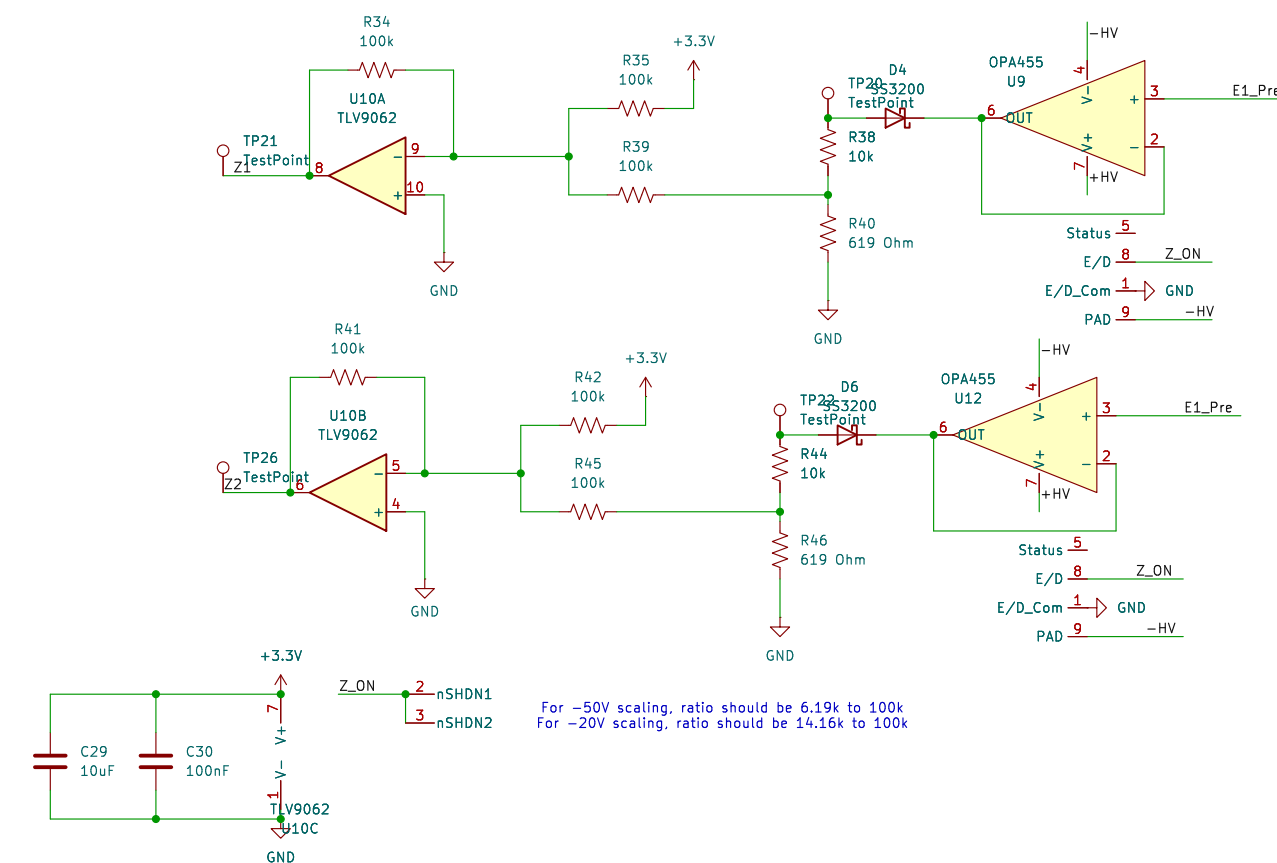 R34
100k
U10A
TLV9062
TP21
TestPoint
Z1
8
9
−
10
+
GND
R35
100k
+3.3V
R39
100k
TP20
TestPoint
D4
SS3200
R38
10k
R40
619 Ohm
GND
OPA455
U9
−HV
4
V−
6
OUT
+
3
E1_Pre
−
2
V+
7
+HV
Status
5
E/D
8
Z_ON
E/D_Com
1
GND
PAD
9
−HV
R41
100k
U10B
TLV9062
TP26
TestPoint
Z2
6
5
−
4
+
GND
R42
100k
+3.3V
R45
100k
TP22
TestPoint
D6
SS3200
R44
10k
R46
619 Ohm
GND
OPA455
U12
−HV
4
V−
6
OUT
+
3
E1_Pre
−
2
V+
7
+HV
Status
5
E/D
8
Z_ON
E/D_Com
1
GND
PAD
9
−HV
+3.3V
7
V+
V−
1
C29
10uF
C30
100nF
TLV9062
U10C
GND
Z_ON
2
nSHDN1
3
nSHDN2
For −50V scaling, ratio should be 6.19k to 100k
For −20V scaling, ratio should be 14.16k to 100k